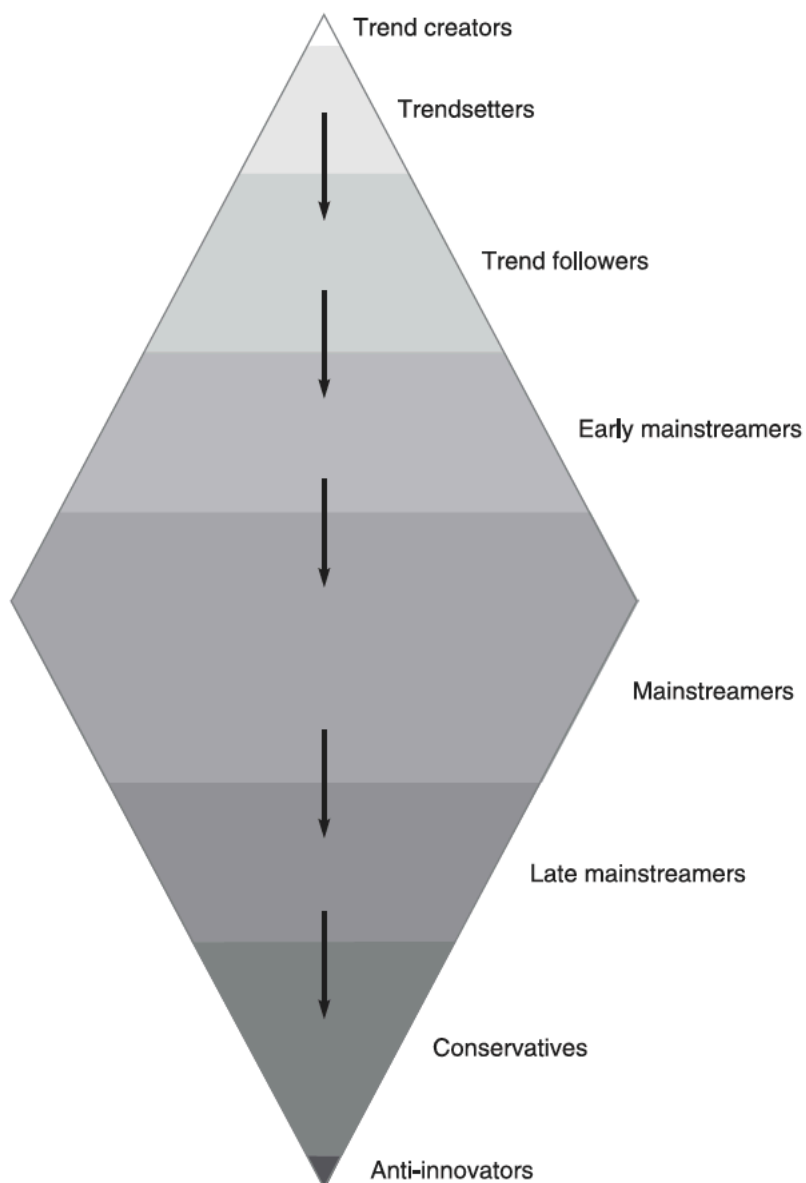 Trend creators
Trendsetters
Trend followers
Early mainstreamers
Mainstreamers
Late mainstreamers
Conservatives
Anti-innovators